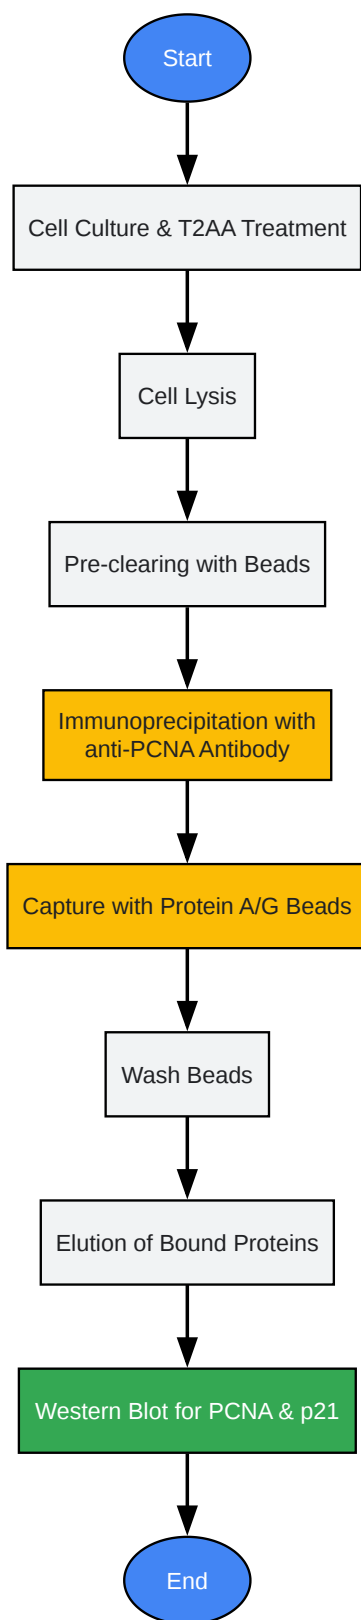 Start
Cell Culture & T2AA Treatment
Cell Lysis
Pre-clearing with Beads
Immunoprecipitation with
anti-PCNA Antibody
Capture with Protein A/G Beads
Wash Beads
Elution of Bound Proteins
Western Blot for PCNA & p21
End